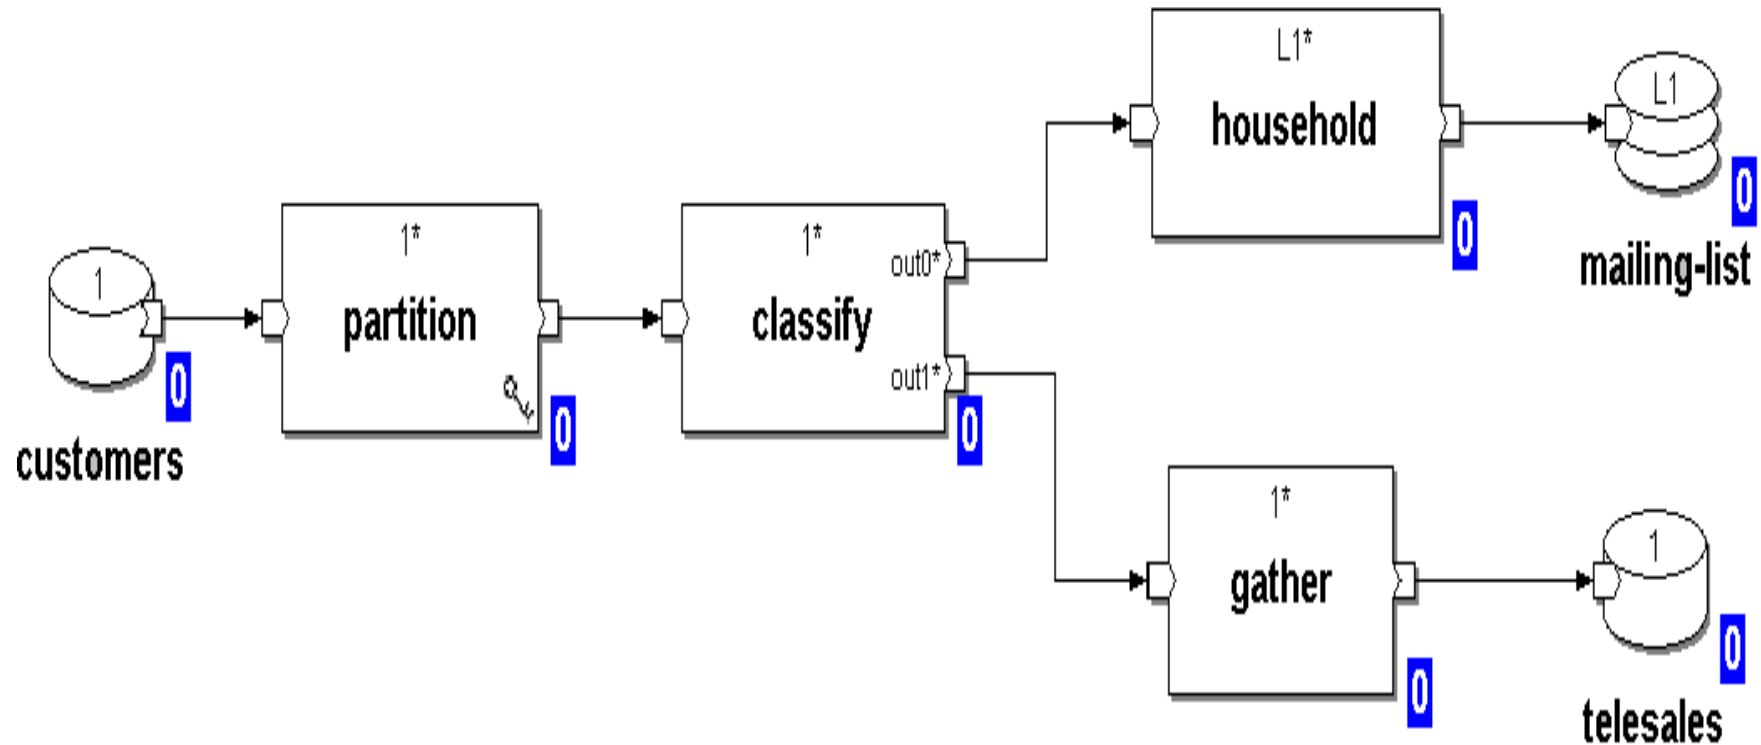 1
0
customers
1*
partition
0
1*
out0*
classify
out1*
0
L1*
household
0
L1
0
mailing-list
1*
gather
0
1
0
telesales